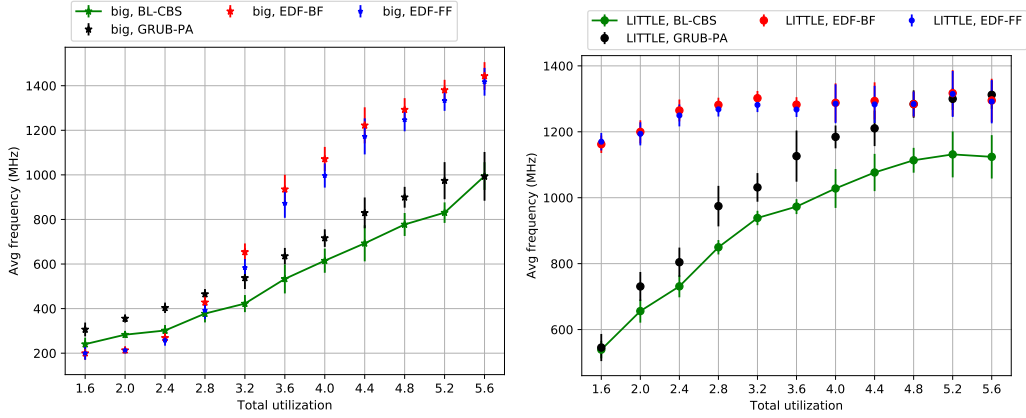 big, BL-CBS big, EDF-BF big, EDF-FF
big, GRUB-PA
1400
1200
1000
800
600
400
200
Avg frequency (MHz)
1.6 2.0 2.4 2.8 3.2 3.6 4.0 4.4 4.8 5.2 5.6
Total utilization
LITTLE, BL-CBS LITTLE, EDF-BF LITTLE, EDF-FF
LITTLE, GRUB-PA
1400
1200
1000
800
600
Avg frequency (MHz)
1.6 2.0 2.4 2.8 3.2 3.6 4.0 4.4 4.8 5.2 5.6
Total utilization